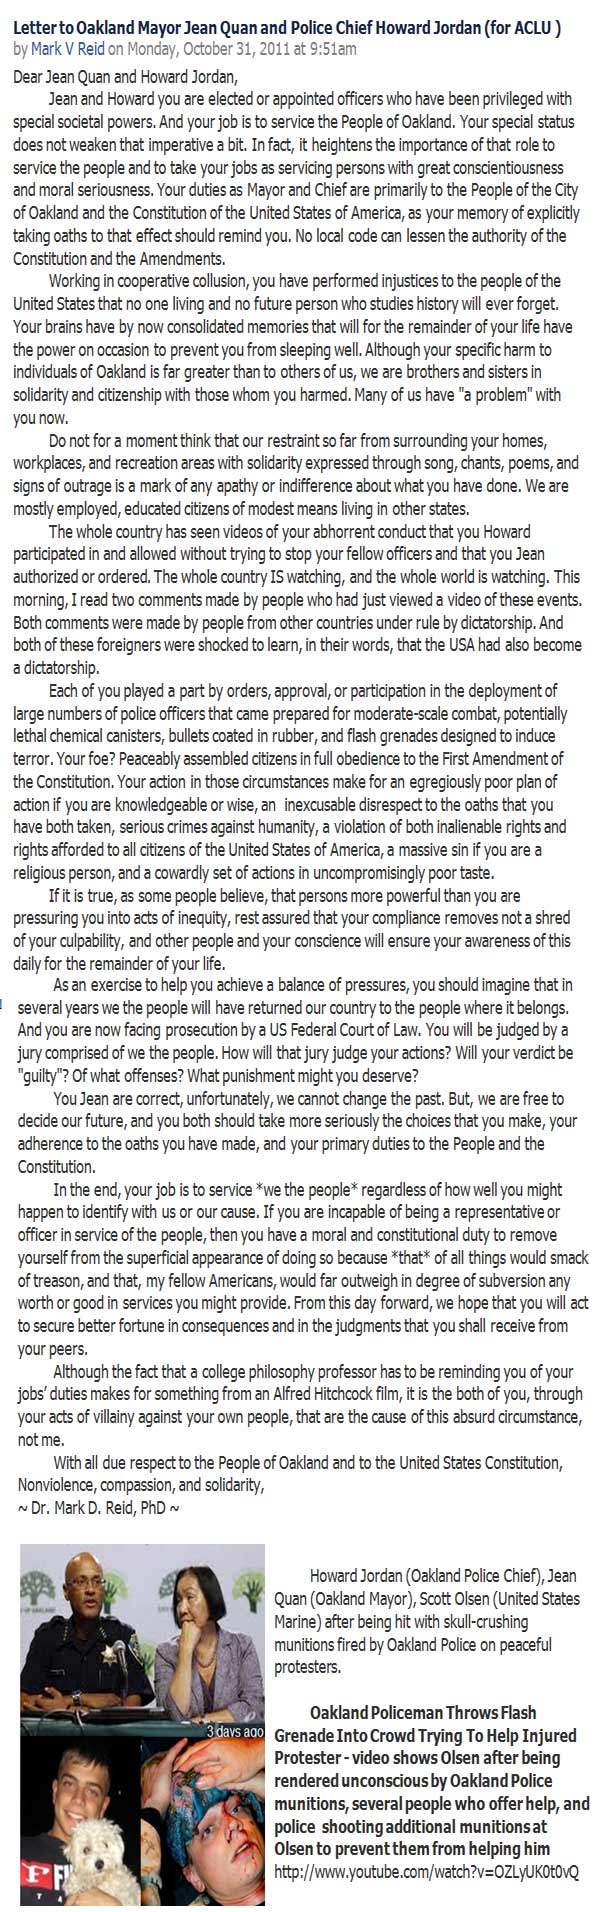 Letter to Oakland Mayor Jean Quan and Police Chief Howard Jordan (for ACLU )
by Mark V Reid on Monday, October 31, 2011 at 9:51am
Dear Jean Quan and Howard Jordan,
Jean and Howard you are elected or appointed officers who have been privileged with
special societal powers. And your job is to service the People of Oakland. Your special status
does not weaken that imperative a bit. In fact, it heightens the importance of that role to
service the people and to take your jobs as servicing persons with great conscientiousness
and moral seriousness. Your duties as Mayor and Chief are primarily to the People of the City
of Oakland and the Constitution of the United States of America, as your memory of explicitly
taking oaths to that effect should remind you. No local code can lessen the authority of the
Constitution and the Amendments.
Working in cooperative collusion, you have performed injustices to the people of the
United States that no one living and no future person who studies history will ever forget.
Your brains have by now consolidated memories that will for the remainder of your life have
the power on occasion to prevent you from sleeping well. Although your specific harm to
individuals of Oakland is far greater than to others of us, we are brothers and sisters in
solidarity and citizenship with those whom you harmed. Many of us have "a problem" with
you now.
Do not for a moment think that our restraint so far from surrounding your homes,
workplaces, and recreation areas with solidarity expressed through song, chants, poems, and
signs of outrage is a mark of any apathy or indifference about what you have done. We are
mostly employed, educated citizens of modest means living in other states.
The whole country has seen videos of your abhorrent conduct that you Howard
participated in and allowed without trying to stop your fellow officers and that you Jean
authorized or ordered. The whole country IS watching, and the whole world is watching. This
morning, I read two comments made by people who had just viewed a video of these events.
Both comments were made by people from other countries under rule by dictatorship. And
both of these foreigners were shocked to learn, in their words, that the USA had also become
a dictatorship.
Each of you played a part by orders, approval, or participation in the deployment of
large numbers of police officers that came prepared for moderate-scale combat, potentially
lethal chemical canisters, bullets coated in rubber, and flash grenades designed to induce
terror. Your foe? Peaceably assembled citizens in full obedience to the First Amendment of
the Constitution. Your action in those circumstances make for an egregiously poor plan of
action if you are knowledgeable or wise, an inexcusable disrespect to the oaths that you
have both taken, serious crimes against humanity, a violation of both inalienable rights and
rights afforded to all citizens of the United States of America, a massive sin if you are a
religious person, and a cowardly set of actions in uncompromisingly poor taste.
If it is true, as some people believe, that persons more powerful than you are
pressuring you into acts of inequity, rest assured that your compliance removes not a shred
of your culpability, and other people and your conscience will ensure your awareness of this
daily for the remainder of your life.
As an exercise to help you achieve a balance of pressures, you should imagine that in
several years we the people will have returned our country to the people where it belongs.
And you are now facing prosecution by a US Federal Court of Law. You will be judged by a
jury comprised of we the people. How will that jury judge your actions? Will your verdict be
"guilty"? Of what offenses? What punishment might you deserve?
You Jean are correct, unfortunately, we cannot change the past. But, we are free to
decide our future, and you both should take more seriously the choices that you make, your
adherence to the oaths you have made, and your primary duties to the People and the
Constitution.
In the end, your job is to service *we the people* regardless of how well you might
happen to identify with us or our cause. If you are incapable of being a representative or
officer in service of the people, then you have a moral and constitutional duty to remove
yourself from the superficial appearance of doing so because *that* of all things would smack
of treason, and that, my fellow Americans, would far outweigh in degree of subversion any
worth or good in services you might provide. From this day forward, we hope that you will act
to secure better fortune in consequences and in the judgments that you shall receive from
your peers.
Although the fact that a college philosophy professor has to be reminding you of your
jobs' duties makes for something from an Alfred Hitchcock film, it is the both of you, through
your acts of villainy against your own people, that are the cause of this absurd circumstance,
not me.
With all due respect to the People of Oakland and to the United States Constitution,
Nonviolence, compassion, and solidarity,
~ Dr. Mark D. Reid, PhD ~
3 days ago
Howard Jordan (Oakland Police Chief), Jean
Quan (Oakland Mayor), Scott Olsen (United States
Marine) after being hit with skull-crushing
munitions fired by Oakland Police on peaceful
protesters.
Oakland Policeman Throws Flash
Grenade Into Crowd Trying To Help Injured
Protester - video shows Olsen after being
rendered unconscious by Oakland Police
munitions, several people who offer help, and
police shooting additional munitions at
Olsen to prevent them from helping him
http://www.youtube.com/watch?v=OZLyUK0t0vQ